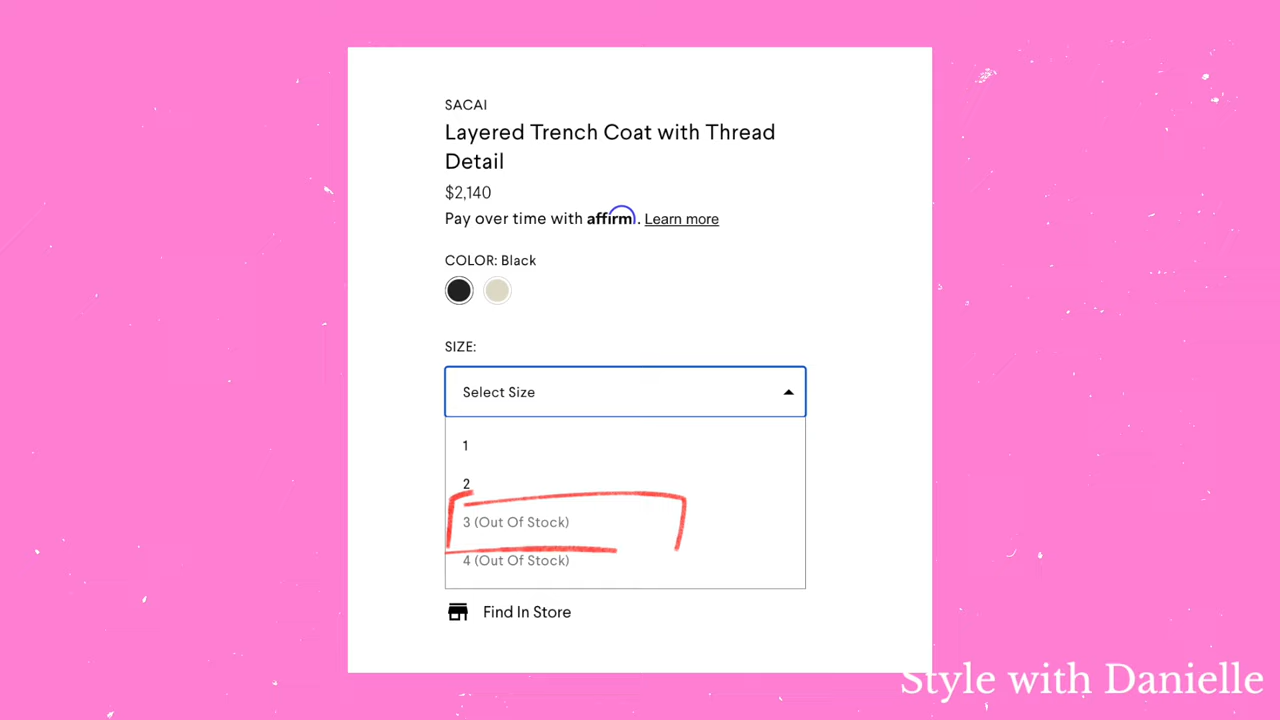 SACAI
Layered Trench Coat with Thread
Detail
$2,140
Pay over time with affirm. Learn more
COLOR: Black
SIZE:
Select Size
1
2
3 (Out Of Stock)
4 (Out Of Stock)
Find In Store
Style with Danielle